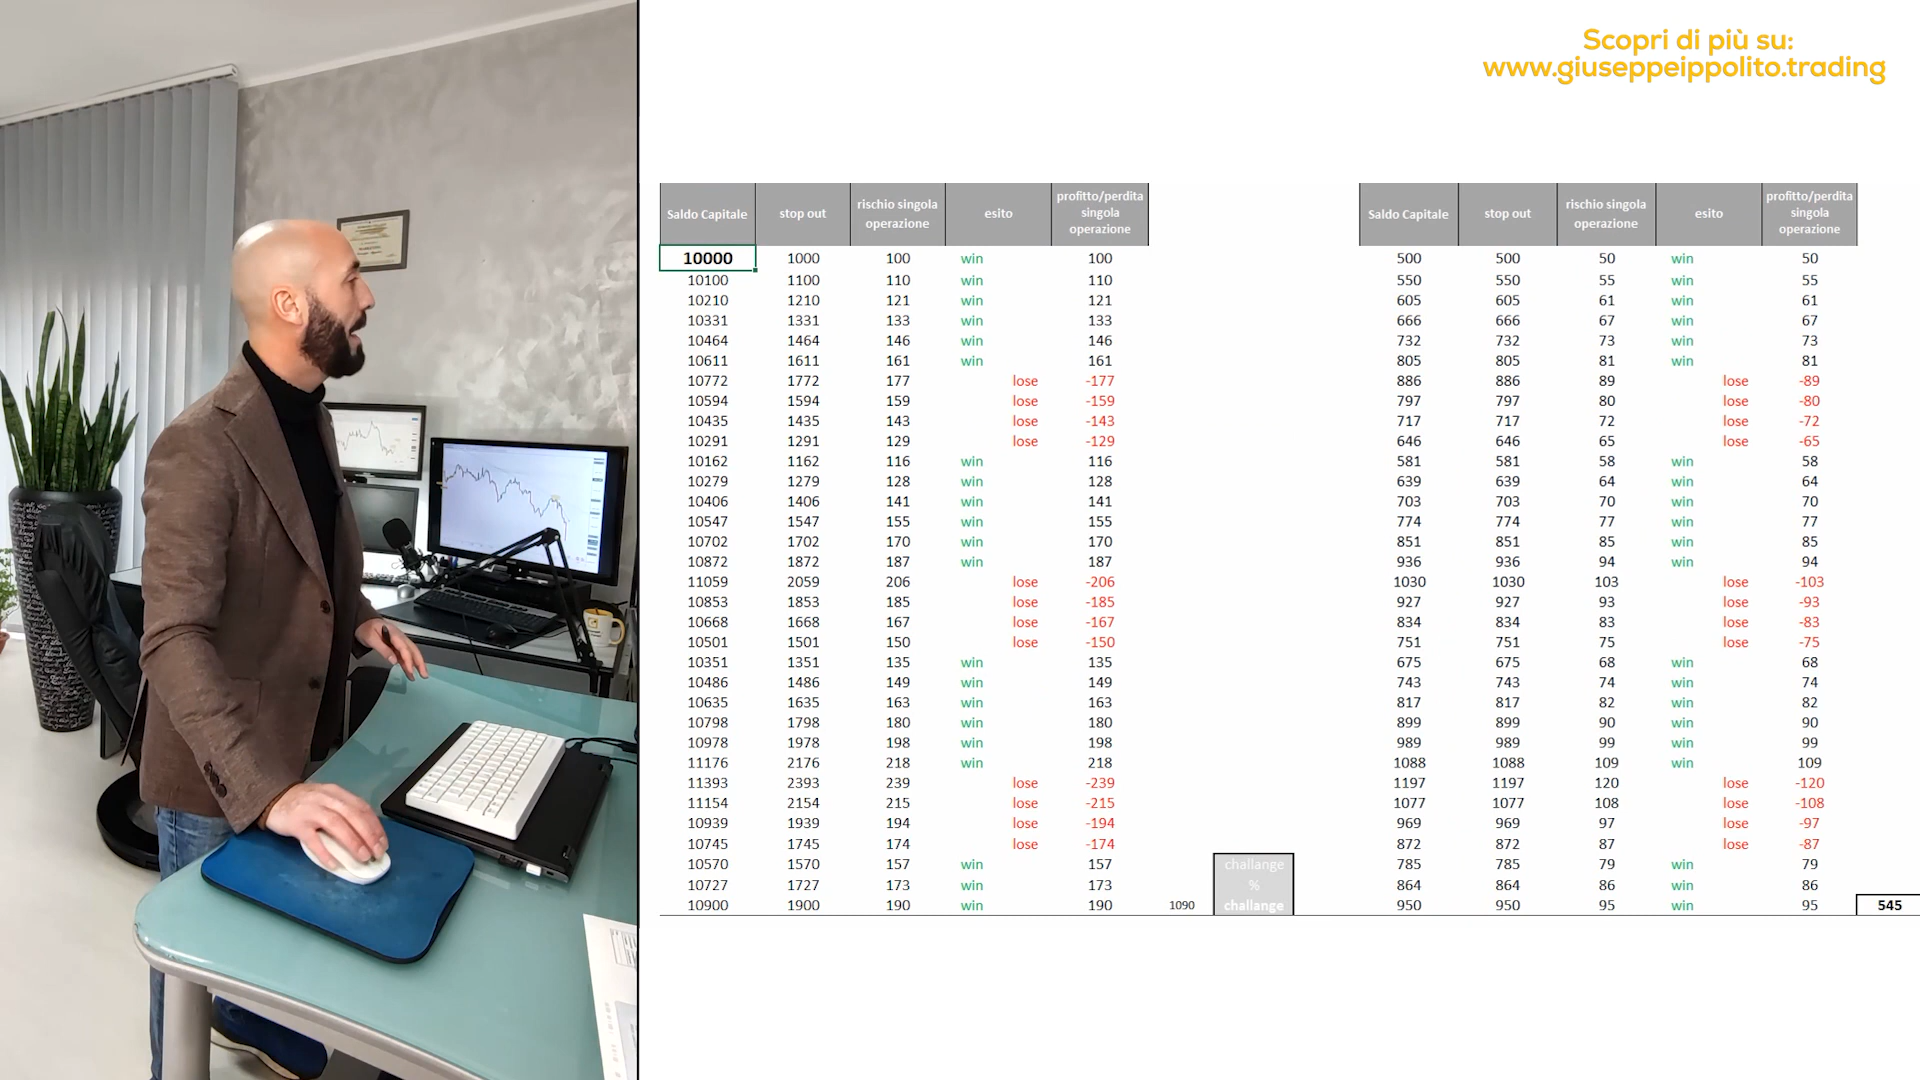 Scopri di più su:
www.giuseppeippolito.trading
Saldo Capitale stop out rischio singola operazione esito profitto/perdita singola operazione
10000 1000 100 win 100
10100 1100 110 win 110
10210 1210 121 win 121
10331 1331 133 win 133
10464 1464 146 win 146
10611 1611 161 win 161
10772 1772 177 lose -177
10594 1594 159 lose -159
10435 1435 143 lose -143
10291 1291 129 lose -129
10162 1162 116 win 116
10279 1279 128 win 128
10406 1406 141 win 141
10547 1547 155 win 155
10702 1702 170 win 170
10872 1872 187 win 187
11059 2059 206 lose -206
10853 1853 185 lose -185
10668 1668 167 lose -167
10501 1501 150 lose -150
10351 1351 135 win 135
10486 1486 149 win 149
10635 1635 163 win 163
10798 1798 180 win 180
10978 1978 198 win 198
11176 2176 218 win 218
11393 2393 239 lose -239
11154 2154 215 lose -215
10939 1939 194 lose -194
10745 1745 174 lose -174
10570 1570 157 win 157
10727 1727 173 win 173
10900 1900 190 win 190 1090
challange
%
challange
Saldo Capitale stop out rischio singola operazione esito profitto/perdita singola operazione
500 500 50 win 50
550 550 55 win 55
605 605 61 win 61
666 666 67 win 67
732 732 73 win 73
805 805 81 win 81
886 886 89 lose -89
797 797 80 lose -80
717 717 72 lose -72
646 646 65 lose -65
581 581 58 win 58
639 639 64 win 64
703 703 70 win 70
774 774 77 win 77
851 851 85 win 85
936 936 94 win 94
1030 1030 103 lose -103
927 927 93 lose -93
834 834 83 lose -83
751 751 75 lose -75
675 675 68 win 68
743 743 74 win 74
817 817 82 win 82
899 899 90 win 90
989 989 99 win 99
1088 1088 109 win 109
1197 1197 120 lose -120
1077 1077 108 lose -108
969 969 97 lose -97
872 872 87 lose -87
785 785 79 win 79
864 864 86 win 86
950 950 95 win 95 545